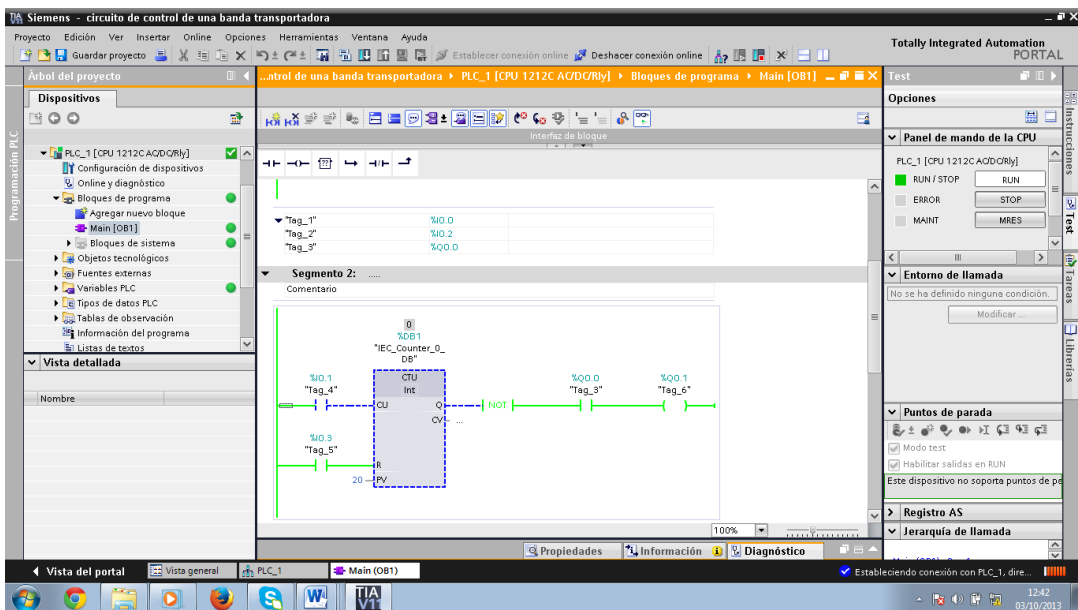 Siemens - circuito de control de una banda transportadora
Proyecto Edición Ver Insertar Online Opciones Herramientas Ventana Ayuda
Totally Integrated Automation
PORTAL
Guardar proyecto
Establecer conexión online
Deshacer conexión online
Árbol del proyecto
...ntrol de una banda transportadora
PLC_1 [CPU 1212C AC/DC/Rly]
Bloques de programa
Main [OB1]
Test
Dispositivos
Opciones
Programación PLC
PLC_1 [CPU 1212C AC/DC/Rly]
Configuración de dispositivos
Online y diagnóstico
Bloques de programa
Agregar nuevo bloque
Main [OB1]
Bloques de sistema
Objetos tecnológicos
Fuentes externas
Variables PLC
Tipos de datos PLC
Tablas de observación
Información del programa
Listas de textos
Vista detallada
Nombre
Interfaz de bloque
"Tag_1" %I0.0
"Tag_2" %I0.2
"Tag_3" %Q0.0
Segmento 2: .....
Comentario
0
%DB1
"IEC_Counter_0_
DB"
CTU
Int
%I0.1
"Tag_4"
CU
Q
CV
...
NOT
%Q0.0
"Tag_3"
%Q0.1
"Tag_6"
%I0.3
"Tag_5"
R
20
PV
100%
Propiedades
Información
Diagnóstico
Panel de mando de la CPU
PLC_1 [CPU 1212C AC/DC/Rly]
RUN / STOP RUN
ERROR STOP
MAINT MRES
Entorno de llamada
No se ha definido ninguna condición.
Modificar ...
Puntos de parada
Modo test
Habilitar salidas en RUN
Este dispositivo no soporta puntos de pa
Registro AS
Jerarquía de llamada
Instrucciones
Test
Tareas
Librerías
Vista del portal
Vista general
PLC_1
Main (OB1)
Estableciendo conexión con PLC_1, dire...
TIA
V11
12:42
03/10/2013